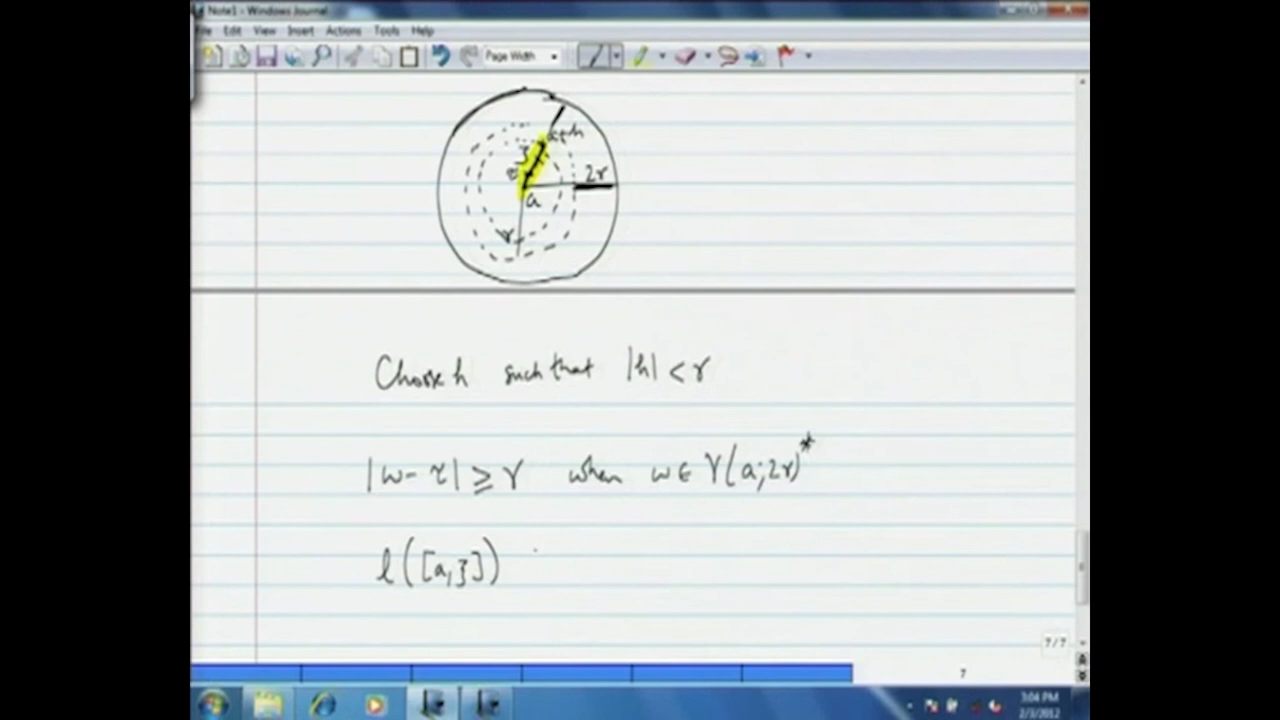 Note1 - Windows Journal
File Edit View Insert Actions Tools Help
Page Width
a+h
ζ
τ
2r
a
r
Choose h such that |h| < r
|w - τ| ≥ r when w ∈ γ(a;2r)*
l([a,ζ])
7/7
7
3:04 PM
2/3/2012